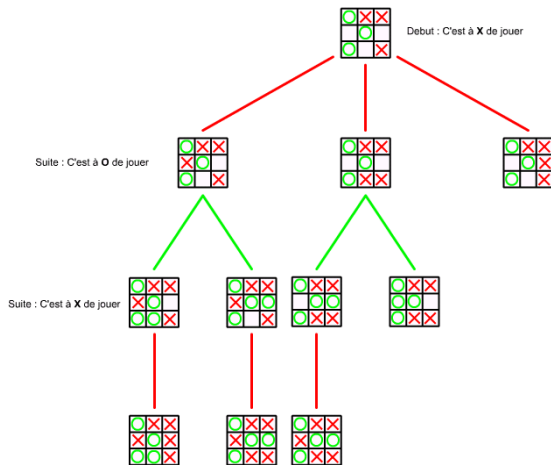 Debut : C'est à X de jouer
Suite : C'est à O de jouer
Suite : C'est à X de jouer